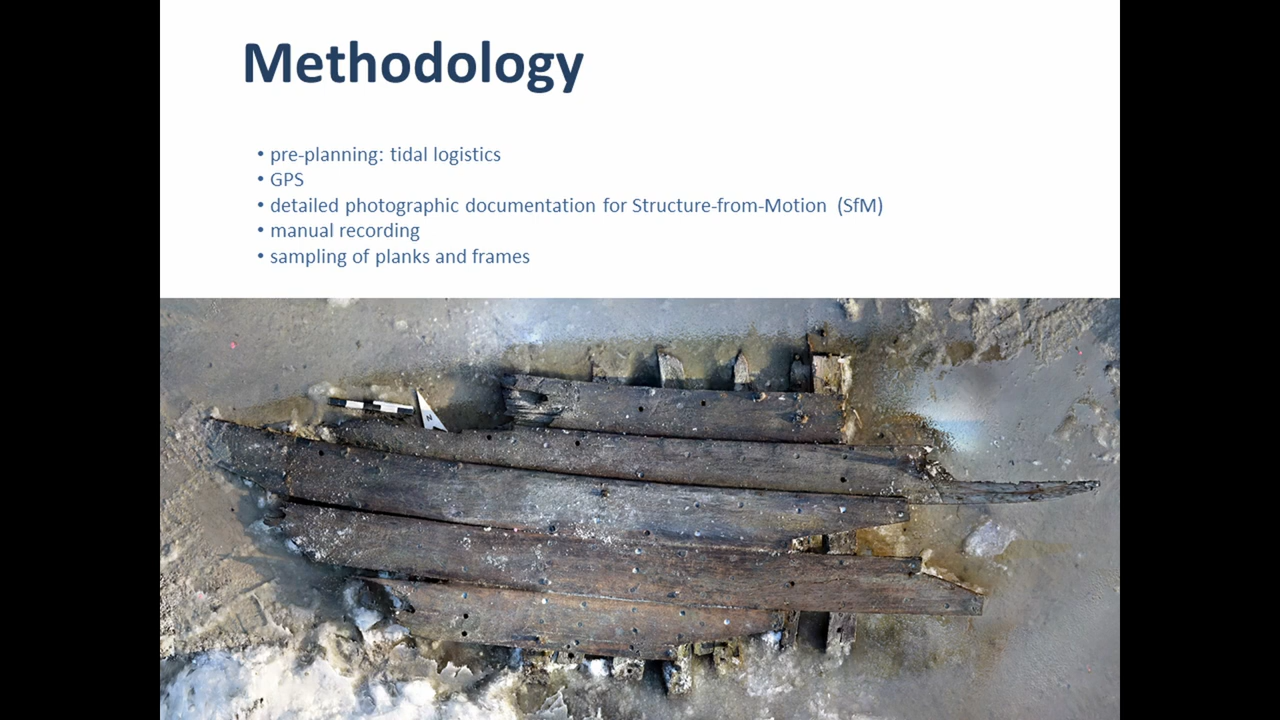 Methodology
• pre-planning: tidal logistics
• GPS
• detailed photographic documentation for Structure-from-Motion (SfM)
• manual recording
• sampling of planks and frames
N